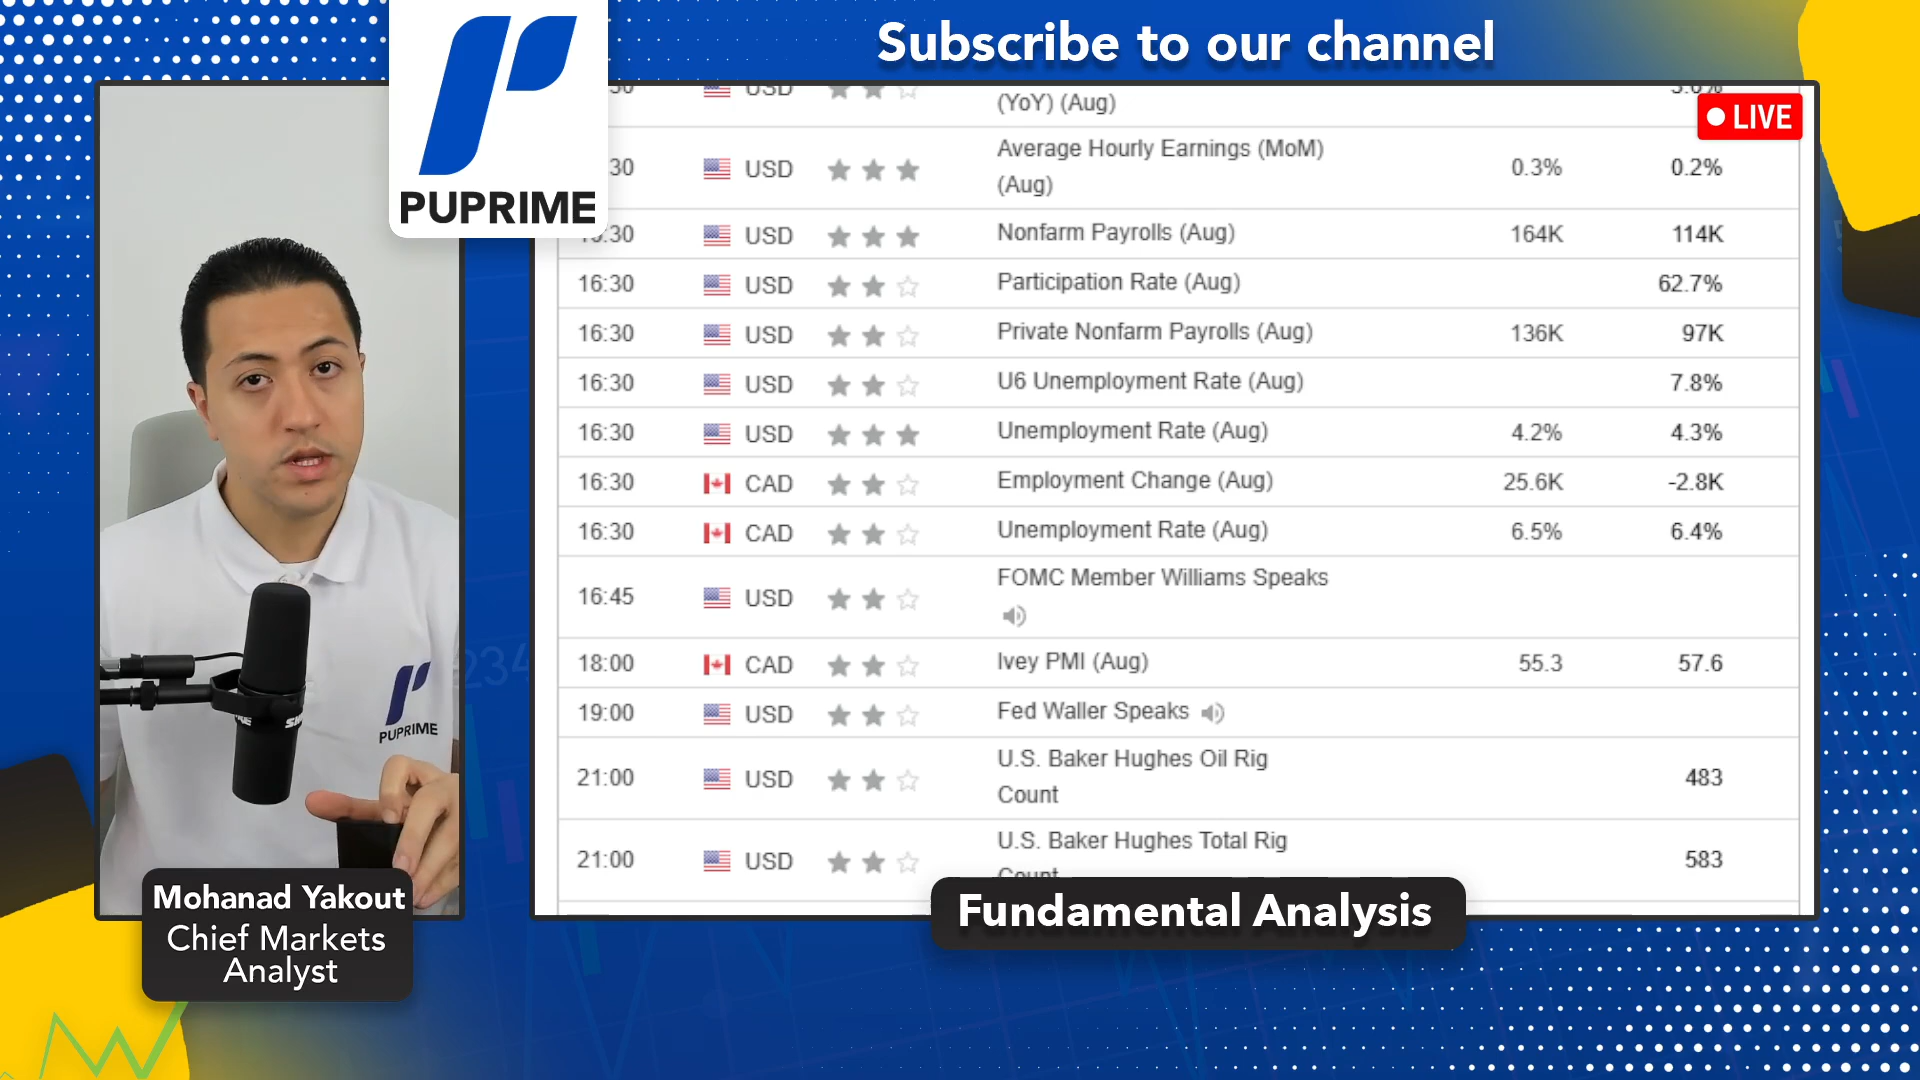 Subscribe to our channel
PUPRIME
LIVE
USD (YoY) (Aug)
30 USD Average Hourly Earnings (MoM) (Aug) 0.3% 0.2%
:30 USD Nonfarm Payrolls (Aug) 164K 114K
16:30 USD Participation Rate (Aug) 62.7%
16:30 USD Private Nonfarm Payrolls (Aug) 136K 97K
16:30 USD U6 Unemployment Rate (Aug) 7.8%
16:30 USD Unemployment Rate (Aug) 4.2% 4.3%
16:30 CAD Employment Change (Aug) 25.6K -2.8K
16:30 CAD Unemployment Rate (Aug) 6.5% 6.4%
16:45 USD FOMC Member Williams Speaks
18:00 CAD Ivey PMI (Aug) 55.3 57.6
19:00 USD Fed Waller Speaks
21:00 USD U.S. Baker Hughes Oil Rig Count 483
21:00 USD U.S. Baker Hughes Total Rig Count 583
PUPRIME
Mohanad Yakout
Chief Markets
Analyst
Fundamental Analysis